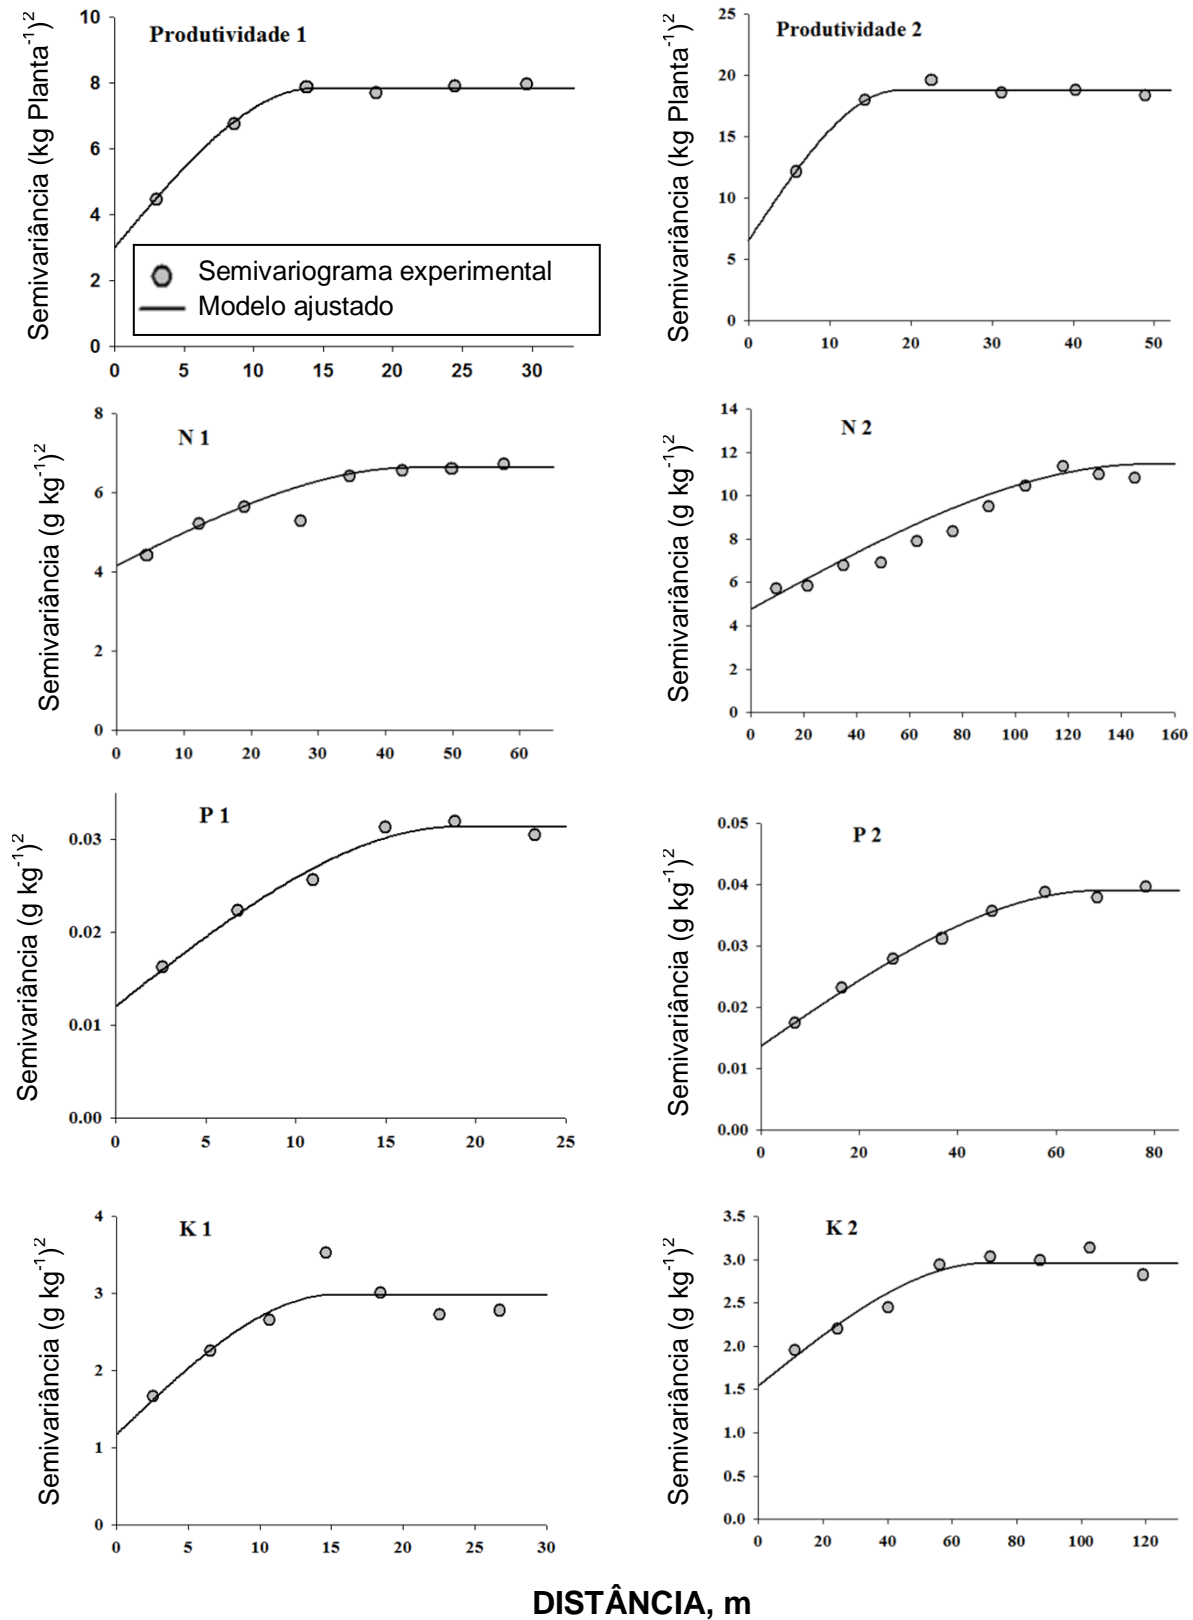 Produtividade 1
Semivariância (kg Planta⁻¹)²
10
8
6
4
2
0
0 5 10 15 20 25 30
Semivariograma experimental
Modelo ajustado
Produtividade 2
Semivariância (kg Planta⁻¹)²
25
20
15
10
5
0
0 10 20 30 40 50
N 1
Semivariância (g kg⁻¹)²
8
6
4
2
0
0 10 20 30 40 50 60
N 2
Semivariância (g kg⁻¹)²
14
12
10
8
6
4
2
0
0 20 40 60 80 100 120 140 160
P 1
Semivariância (g kg⁻¹)²
0.03
0.02
0.01
0.00
0 5 10 15 20 25
P 2
Semivariância (g kg⁻¹)²
0.05
0.04
0.03
0.02
0.01
0.00
0 20 40 60 80
K 1
Semivariância (g kg⁻¹)²
4
3
2
1
0
0 5 10 15 20 25 30
K 2
Semivariância (g kg⁻¹)²
3.5
3.0
2.5
2.0
1.5
1.0
0.5
0.0
0 20 40 60 80 100 120
DISTÂNCIA, m